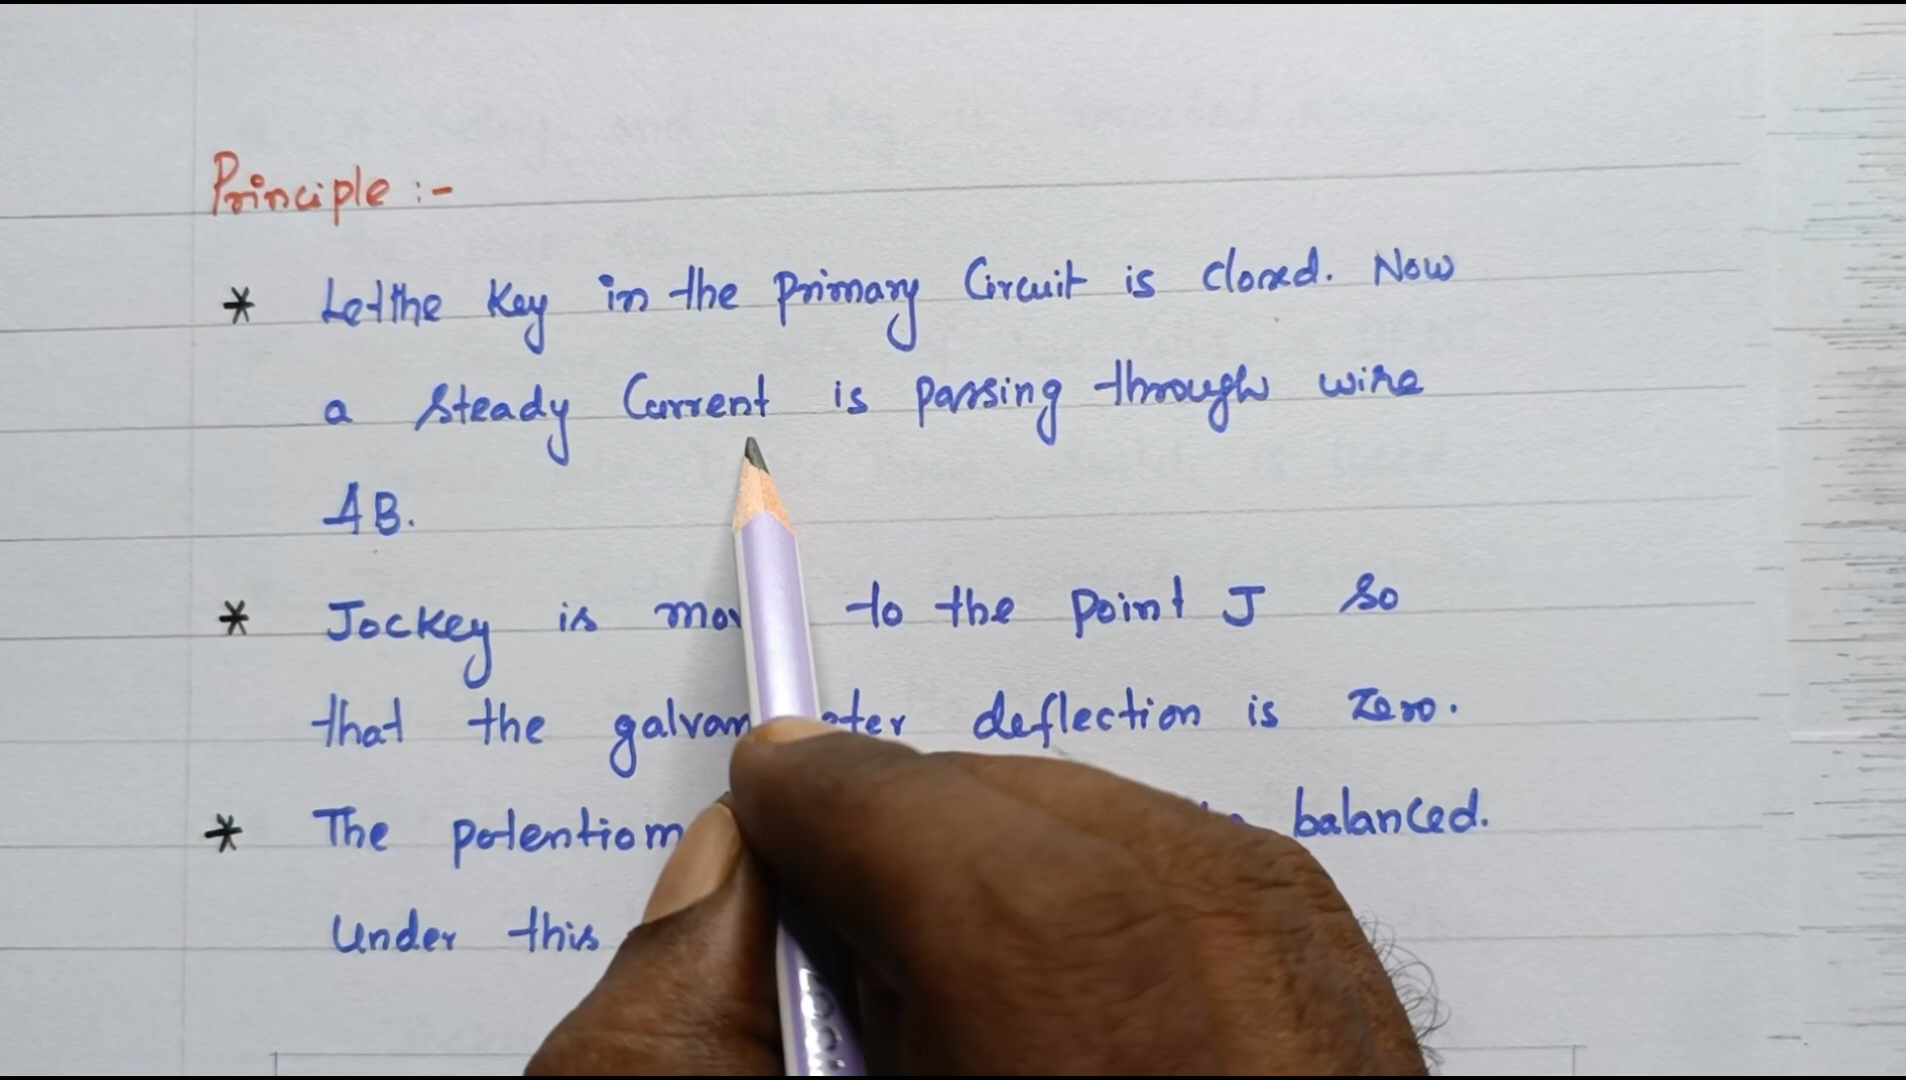 Principle :-
* Let the Key in the primary Circuit is closed. Now
a steady Current is passing through wire
AB.
* Jockey is to the point J so
that the deflection is zero.
* The balanced.
Under this